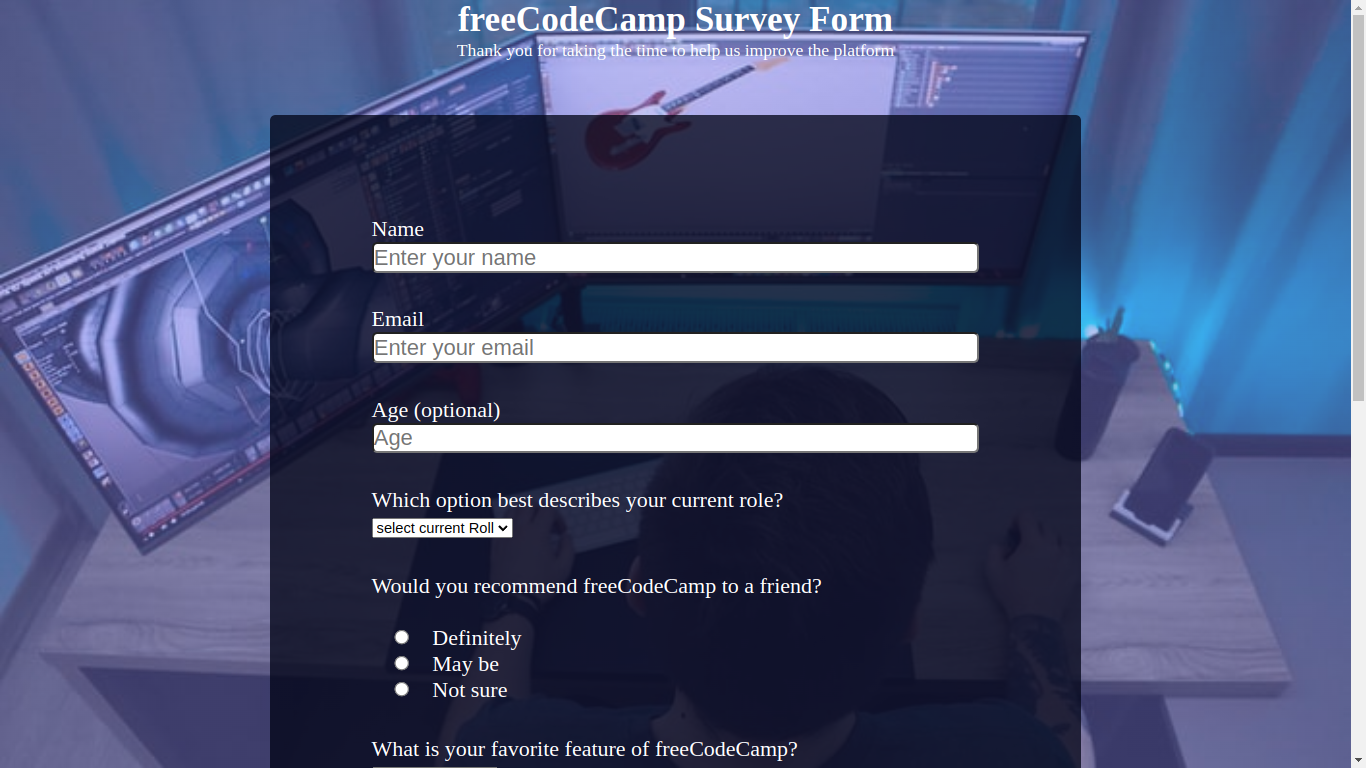 freeCodeCamp Survey Form
Thank you for taking the time to help us improve the platform
Name
Enter your name
Email
Enter your email
Age (optional)
Age
Which option best describes your current role?
select current Roll
Would you recommend freeCodeCamp to a friend?
Definitely
May be
Not sure
What is your favorite feature of freeCodeCamp?